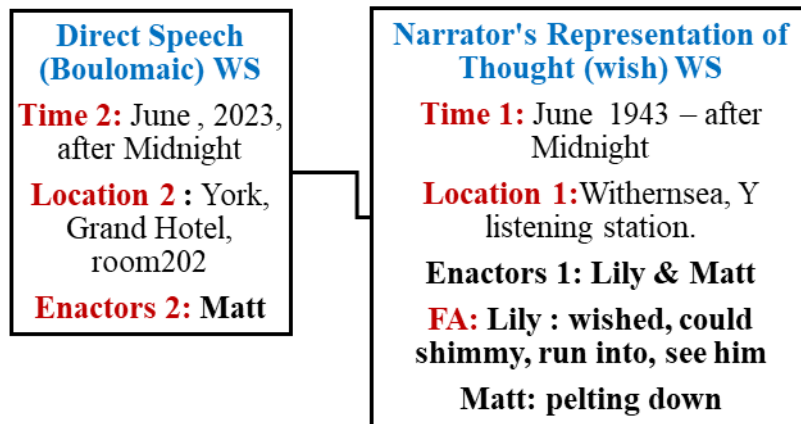 Direct Speech
(Boulomaic) WS
Time 2: June , 2023,
after Midnight
Location 2 : York,
Grand Hotel,
room202
Enactors 2: Matt
Narrator's Representation of
Thought (wish) WS
Time 1: June 1943 – after
Midnight
Location 1:Withernsea, Y
listening station.
Enactors 1: Lily & Matt
FA: Lily : wished, could
shimmy, run into, see him
Matt: pelting down